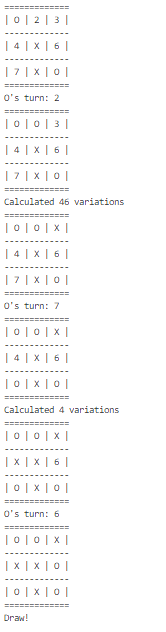 =============
| O | 2 | 3 |
-------------
| 4 | X | 6 |
-------------
| 7 | X | O |
=============
O's turn: 2
=============
| O | O | 3 |
-------------
| 4 | X | 6 |
-------------
| 7 | X | O |
=============
Calculated 46 variations
=============
| O | O | X |
-------------
| 4 | X | 6 |
-------------
| 7 | X | O |
=============
O's turn: 7
=============
| O | O | X |
-------------
| 4 | X | 6 |
-------------
| O | X | O |
=============
Calculated 4 variations
=============
| O | O | X |
-------------
| X | X | 6 |
-------------
| O | X | O |
=============
O's turn: 6
=============
| O | O | X |
-------------
| X | X | O |
-------------
| O | X | O |
=============
Draw!